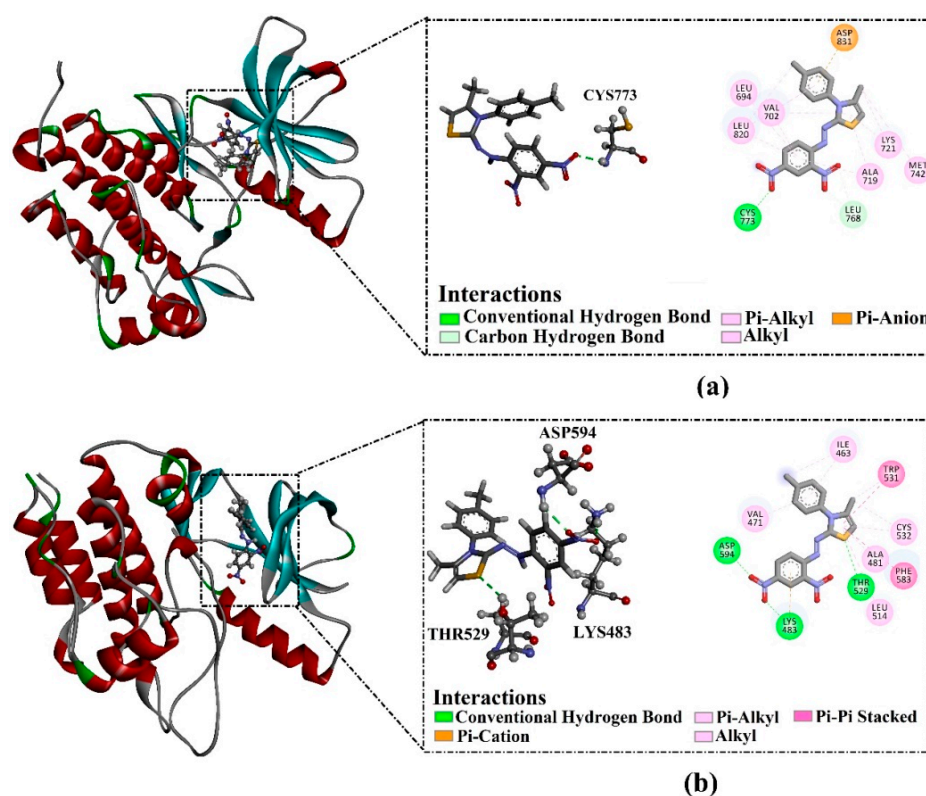 (a)
CYS773
ASP
831
LEU
694
VAL
702
LEU
820
LYS
721
MET
742
ALA
719
CYS
773
LEU
768
Interactions
Conventional Hydrogen Bond
Pi-Alkyl
Pi-Anion
Carbon Hydrogen Bond
Alkyl
(a)
ASP594
THR529
LYS483
ILE
463
TRP
531
VAL
471
CYS
532
ASP
594
ALA
481
PHE
583
THR
529
LEU
514
LYS
483
Interactions
Conventional Hydrogen Bond
Pi-Alkyl
Pi-Pi Stacked
Pi-Cation
Alkyl
(b)